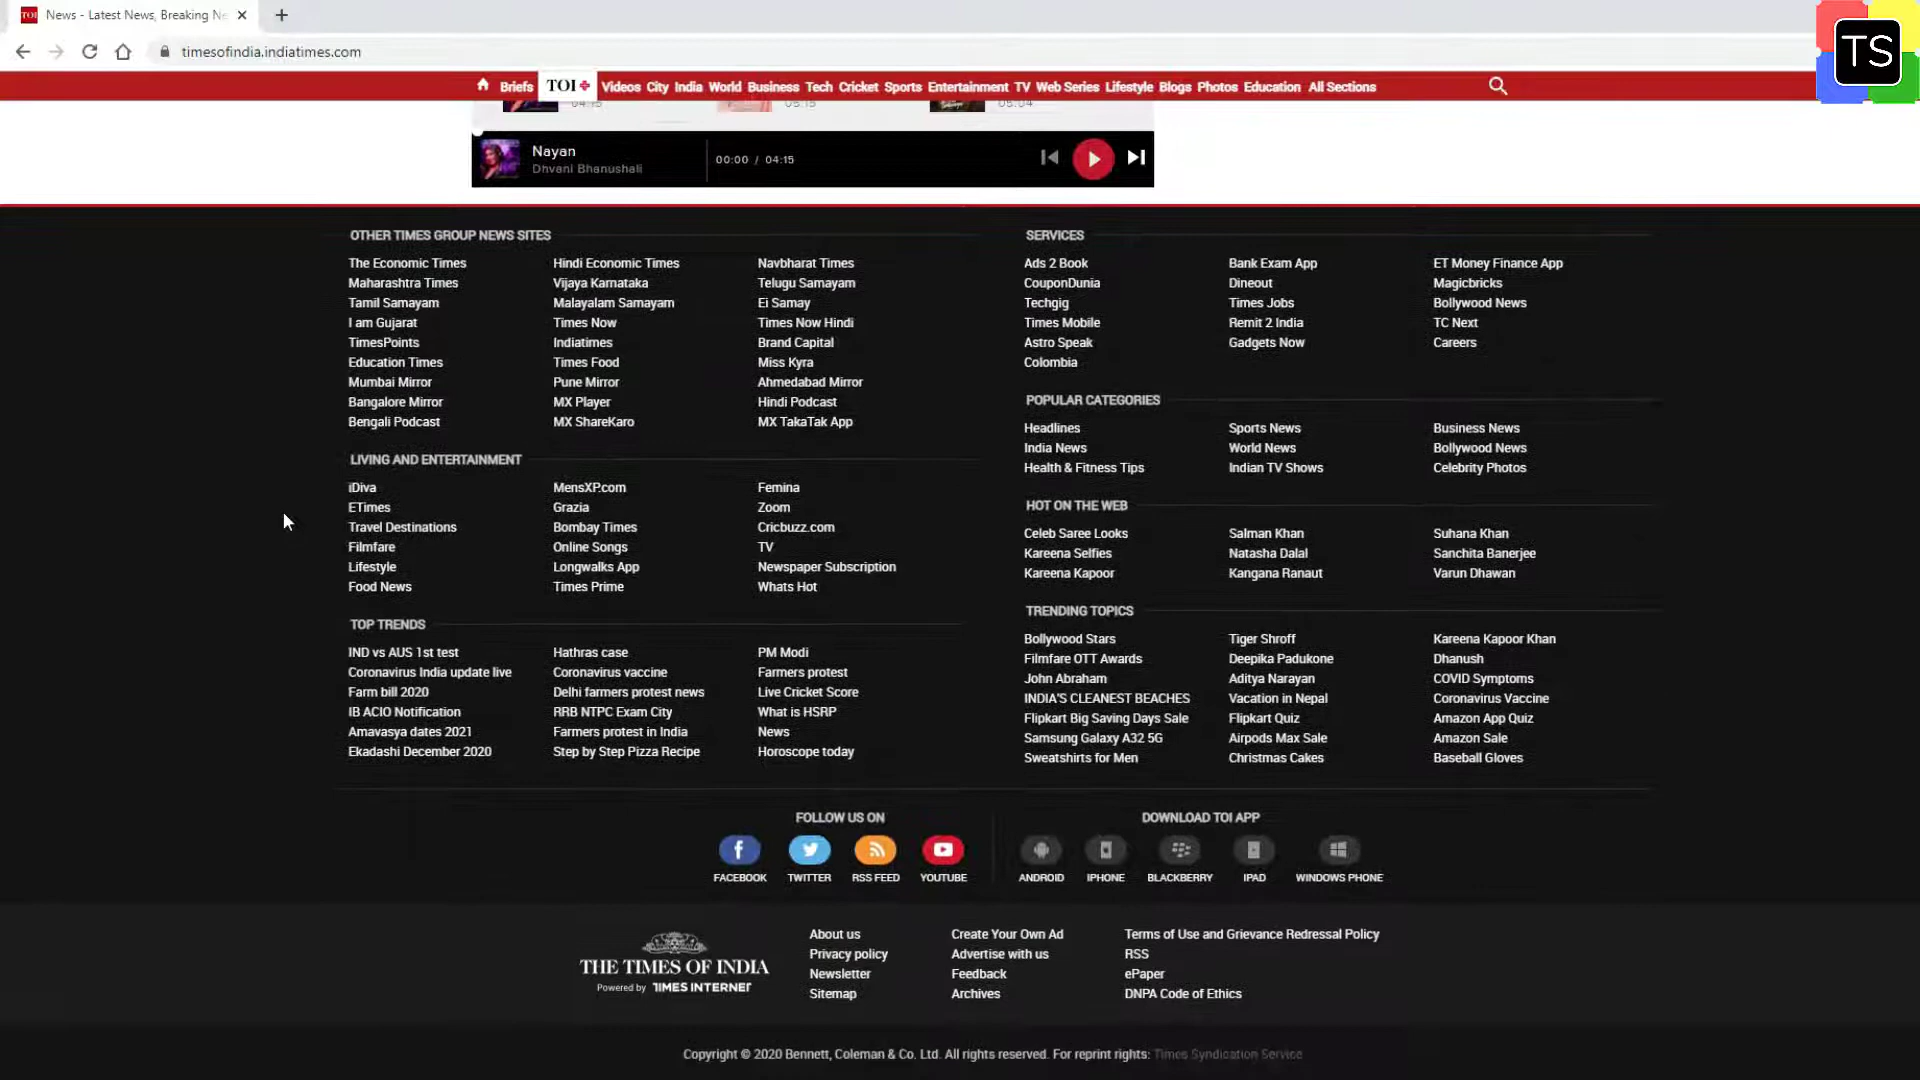 TOI News - Latest News, Breaking Ne
timesofindia.indiatimes.com
TS
Briefs TOI+ Videos City India World Business Tech Cricket Sports Entertainment TV Web Series Lifestyle Blogs Photos Education All Sections
04:15 05:15 05:04
Nayan
Dhvani Bhanushali
00:00 / 04:15
OTHER TIMES GROUP NEWS SITES
The Economic Times Hindi Economic Times Navbharat Times
Maharashtra Times Vijaya Karnataka Telugu Samayam
Tamil Samayam Malayalam Samayam Ei Samay
I am Gujarat Times Now Times Now Hindi
TimesPoints Indiatimes Brand Capital
Education Times Times Food Miss Kyra
Mumbai Mirror Pune Mirror Ahmedabad Mirror
Bangalore Mirror MX Player Hindi Podcast
Bengali Podcast MX ShareKaro MX TakaTak App
LIVING AND ENTERTAINMENT
iDiva MensXP.com Femina
ETimes Grazia Zoom
Travel Destinations Bombay Times Cricbuzz.com
Filmfare Online Songs TV
Lifestyle Longwalks App Newspaper Subscription
Food News Times Prime Whats Hot
TOP TRENDS
IND vs AUS 1st test Hathras case PM Modi
Coronavirus India update live Coronavirus vaccine Farmers protest
Farm bill 2020 Delhi farmers protest news Live Cricket Score
IB ACIO Notification RRB NTPC Exam City What is HSRP
Amavasya dates 2021 Farmers protest in India News
Ekadashi December 2020 Step by Step Pizza Recipe Horoscope today
SERVICES
Ads 2 Book Bank Exam App ET Money Finance App
CouponDunia Dineout Magicbricks
Techgig Times Jobs Bollywood News
Times Mobile Remit 2 India TC Next
Astro Speak Gadgets Now Careers
Colombia
POPULAR CATEGORIES
Headlines Sports News Business News
India News World News Bollywood News
Health & Fitness Tips Indian TV Shows Celebrity Photos
HOT ON THE WEB
Celeb Saree Looks Salman Khan Suhana Khan
Kareena Selfies Natasha Dalal Sanchita Banerjee
Kareena Kapoor Kangana Ranaut Varun Dhawan
TRENDING TOPICS
Bollywood Stars Tiger Shroff Kareena Kapoor Khan
Filmfare OTT Awards Deepika Padukone Dhanush
John Abraham Aditya Narayan COVID Symptoms
INDIA'S CLEANEST BEACHES Vacation in Nepal Coronavirus Vaccine
Flipkart Big Saving Days Sale Flipkart Quiz Amazon App Quiz
Samsung Galaxy A32 5G Airpods Max Sale Amazon Sale
Sweatshirts for Men Christmas Cakes Baseball Gloves
FOLLOW US ON
FACEBOOK TWITTER RSS FEED YOUTUBE
DOWNLOAD TOI APP
ANDROID IPHONE BLACKBERRY IPAD WINDOWS PHONE
THE TIMES OF INDIA
Powered by TIMES INTERNET
About us Create Your Own Ad Terms of Use and Grievance Redressal Policy
Privacy policy Advertise with us RSS
Newsletter Feedback ePaper
Sitemap Archives DNPA Code of Ethics
Copyright © 2020 Bennett, Coleman & Co. Ltd. All rights reserved. For reprint rights: Times Syndication Service